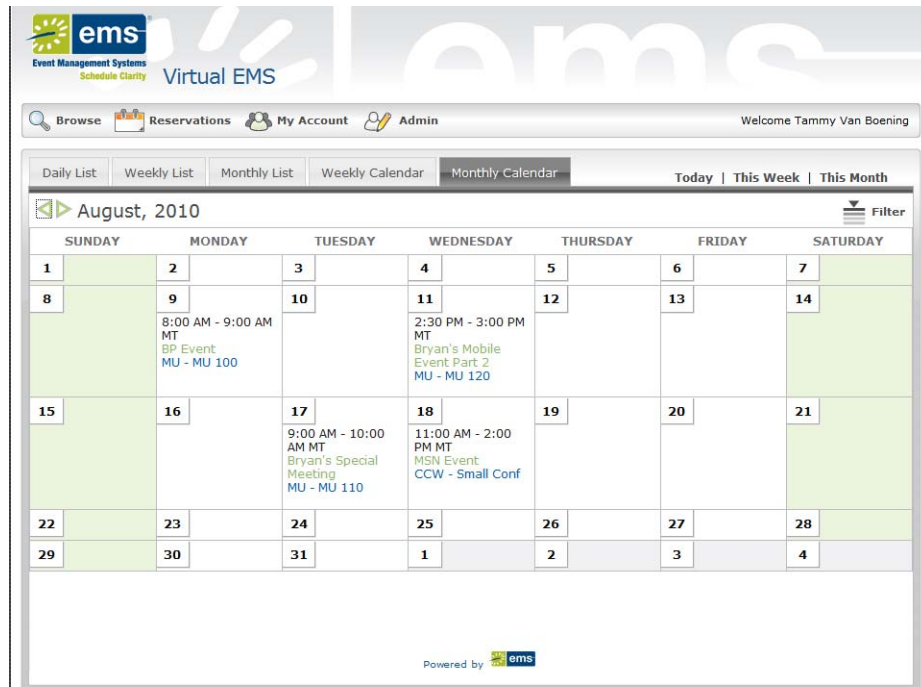 ems
Event Management Systems
Schedule Clarity
Virtual EMS
ems
Browse Reservations My Account Admin Welcome Tammy Van Boening
Daily List Weekly List Monthly List Weekly Calendar Monthly Calendar Today | This Week | This Month
August, 2010 Filter
SUNDAY MONDAY TUESDAY WEDNESDAY THURSDAY FRIDAY SATURDAY
1 2 3 4 5 6 7
8 9 10 11 12 13 14
8:00 AM - 9:00 AM
MT
BP Event
MU - MU 100
2:30 PM - 3:00 PM
MT
Bryan's Mobile
Event Part 2
MU - MU 120
15 16 17 18 19 20 21
9:00 AM - 10:00
AM MT
Bryan's Special
Meeting
MU - MU 110
11:00 AM - 2:00
PM MT
MSN Event
CCW - Small Conf
22 23 24 25 26 27 28
29 30 31 1 2 3 4
Powered by ems